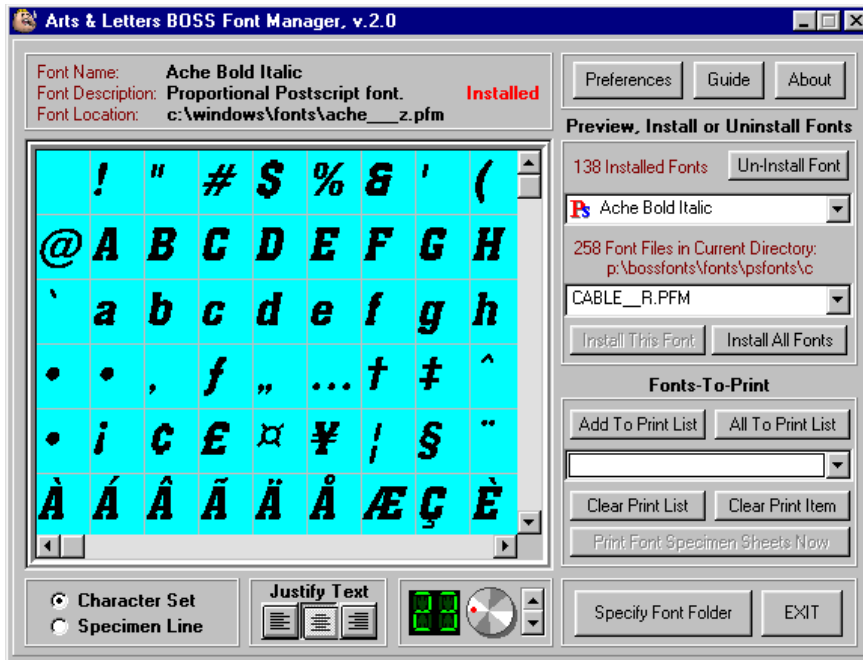 Arts & Letters BOSS Font Manager, v.2.0
Font Name: Ache Bold Italic
Font Description: Proportional Postscript font. Installed
Font Location: c:\windows\fonts\ache___z.pfm
! " # $ % & ' (
@ A B C D E F G H
` a b c d e f g h
• • , ƒ „ … † ‡ ^
• ¡ ¢ £ ¤ ¥ ¦ § ¨
À Á Â Ã Ä Å Æ Ç È
Character Set
Specimen Line
Justify Text
Preferences Guide About
Preview, Install or Uninstall Fonts
138 Installed Fonts Un-Install Font
Ps Ache Bold Italic
258 Font Files in Current Directory:
p:\bossfonts\fonts\psfonts\c
CABLE__R.PFM
Install This Font Install All Fonts
Fonts-To-Print
Add To Print List All To Print List
Clear Print List Clear Print Item
Print Font Specimen Sheets Now
Specify Font Folder EXIT